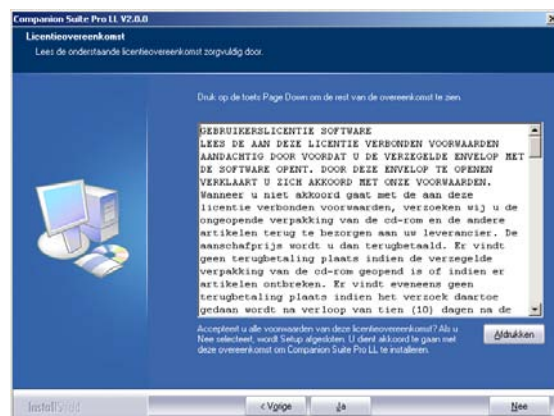 Companion Suite Pro LL V2.0.0
Licentieovereenkomst
Lees de onderstaande licentieovereenkomst zorgvuldig door.
Druk op de toets Page Down om de rest van de overeenkomst te zien.
GEBRUIKERSLICENTIE SOFTWARE
LEES DE AAN DEZE LICENTIE VERBONDEN VOORWAARDEN
AANDACHTIG DOOR VOORDAT U DE VERZEGELDE ENVELOP MET
DE SOFTWARE OPENT. DOOR DEZE ENVELOP TE OPENEN
VERKLAART U ZICH AKKOORD MET ONZE VOORWAARDEN.
Wanneer u niet akkoord gaat met de aan deze
licentie verbonden voorwaarden, verzoeken wij u de
ongeopende verpakking van de cd-rom en de andere
artikelen terug te bezorgen aan uw leverancier. De
aanschafprijs wordt u dan terugbetaald. Er vindt
geen terugbetaling plaats indien de verzegelde
verpakking van de cd-rom geopend is of indien er
artikelen ontbreken. Er vindt eveneens geen
terugbetaling plaats indien het verzoek daartoe
gedaan wordt na verloop van tien (10) dagen na de
Accepteert u alle voorwaarden van deze licentieovereenkomst? Als u
Nee selecteert, wordt Setup afgesloten. U dient akkoord te gaan met
deze overeenkomst om Companion Suite Pro LL te installeren.
Afdrukken
InstallShield
< Vorige
Ja
Nee